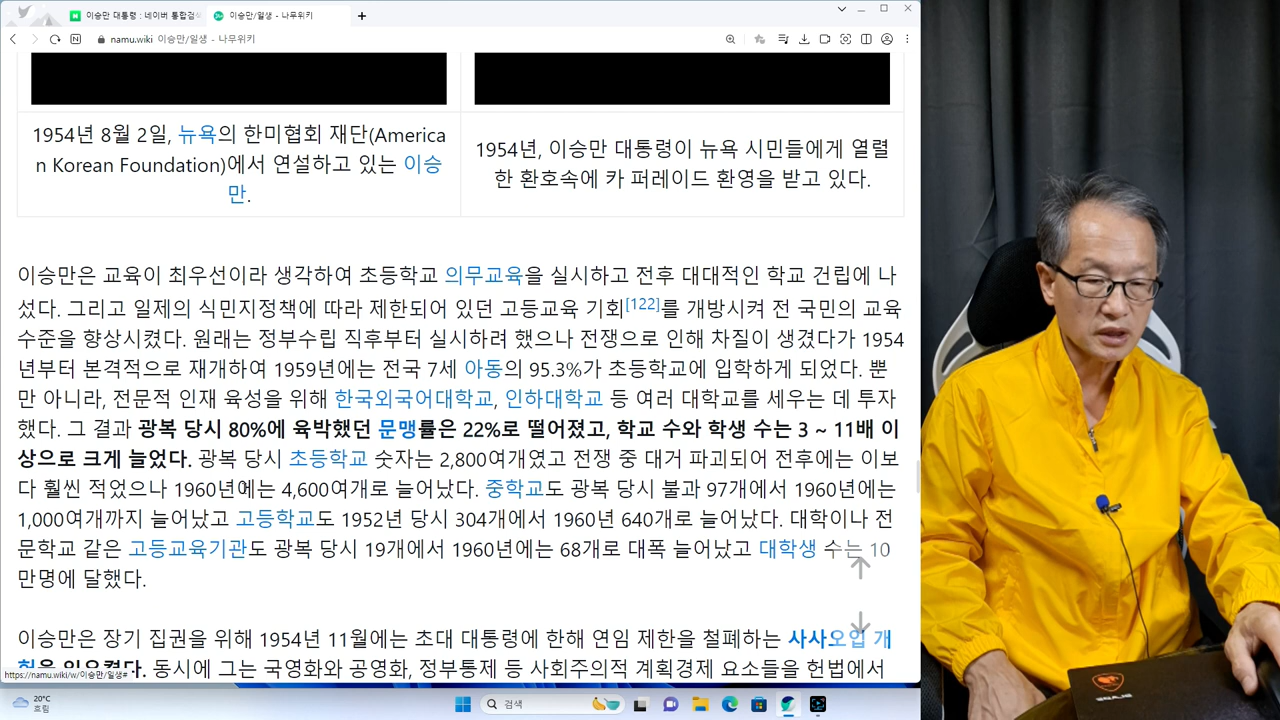 이승만 대통령 : 네이버 통합검색
이승만/일생 - 나무위키
namu.wiki 이승만/일생 - 나무위키
1954년 8월 2일, 뉴욕의 한미협회 재단(America
n Korean Foundation)에서 연설하고 있는 이승
만.
1954년, 이승만 대통령이 뉴욕 시민들에게 열렬
한 환호속에 카 퍼레이드 환영을 받고 있다.
이승만은 교육이 최우선이라 생각하여 초등학교 의무교육을 실시하고 전후 대대적인 학교 건립에 나
섰다. 그리고 일제의 식민지정책에 따라 제한되어 있던 고등교육 기회[122]를 개방시켜 전 국민의 교육
수준을 향상시켰다. 원래는 정부수립 직후부터 실시하려 했으나 전쟁으로 인해 차질이 생겼다가 1954
년부터 본격적으로 재개하여 1959년에는 전국 7세 아동의 95.3%가 초등학교에 입학하게 되었다. 뿐
만 아니라, 전문적 인재 육성을 위해 한국외국어대학교, 인하대학교 등 여러 대학교를 세우는 데 투자
했다. 그 결과 광복 당시 80%에 육박했던 문맹률은 22%로 떨어졌고, 학교 수와 학생 수는 3 ~ 11배 이
상으로 크게 늘었다. 광복 당시 초등학교 숫자는 2,800여개였고 전쟁 중 대거 파괴되어 전후에는 이보
다 훨씬 적었으나 1960년에는 4,600여개로 늘어났다. 중학교도 광복 당시 불과 97개에서 1960년에는
1,000여개까지 늘어났고 고등학교도 1952년 당시 304개에서 1960년 640개로 늘어났다. 대학이나 전
문학교 같은 고등교육기관도 광복 당시 19개에서 1960년에는 68개로 대폭 늘어났고 대학생 수는 10
만명에 달했다.
이승만은 장기 집권을 위해 1954년 11월에는 초대 대통령에 한해 연임 제한을 철폐하는 사사오입 개
헌을 일으켰다. 동시에 그는 국영화와 공영화, 정부통제 등 사회주의적 계획경제 요소들을 헌법에서
https://namu.wiki/w/이승만/일생#
20°C
흐림
검색